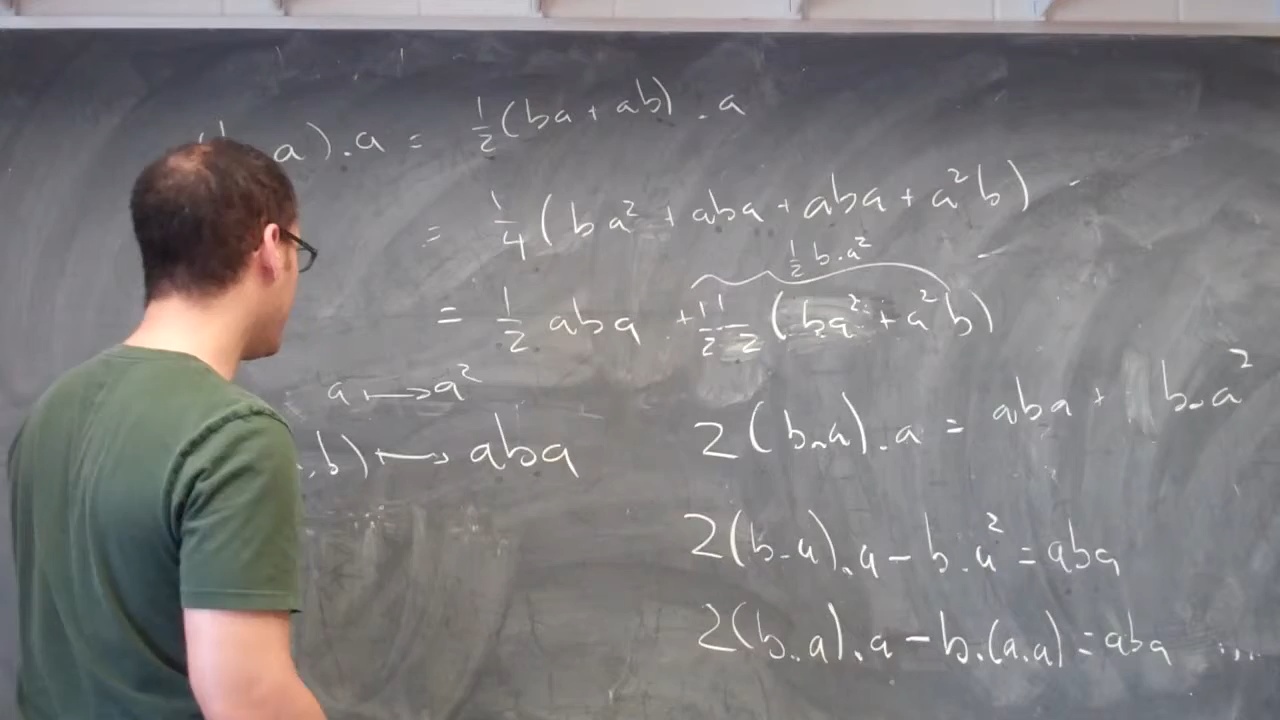 a).a = ½(ba + ab) . a
= ¼(ba² + aba + aba + a²b)
½ b.a²
= ½ aba + ½ ½ (ba² + a²b)
a ↦ a²
,b) ↦ aba
2(b.a).a = aba + b.a²
2(b.a).a − b.a² = aba
2(b.a).a − b.(a.a) = aba ....